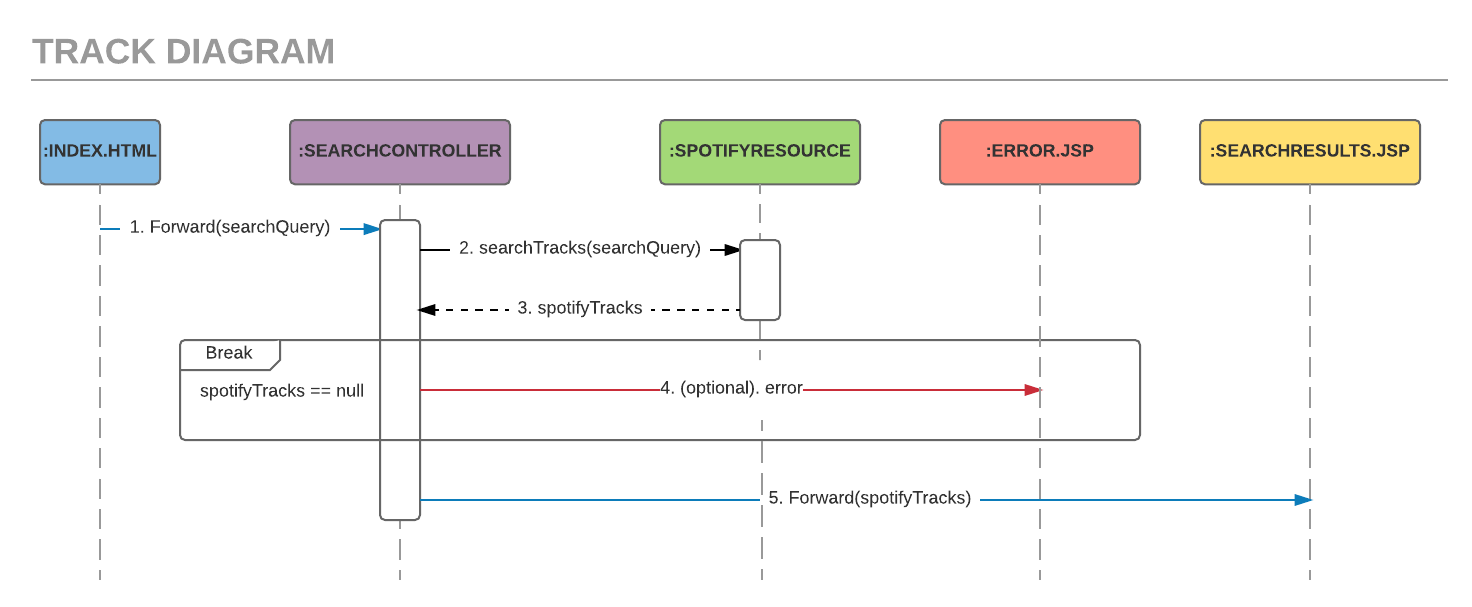 TRACK DIAGRAM
:INDEX.HTML
:SEARCHCONTROLLER
:SPOTIFYRESOURCE
:ERROR.JSP
:SEARCHRESULTS.JSP
1. Forward(searchQuery)
2. searchTracks(searchQuery)
3. spotifyTracks
Break
spotifyTracks == null
4. (optional). error
5. Forward(spotifyTracks)